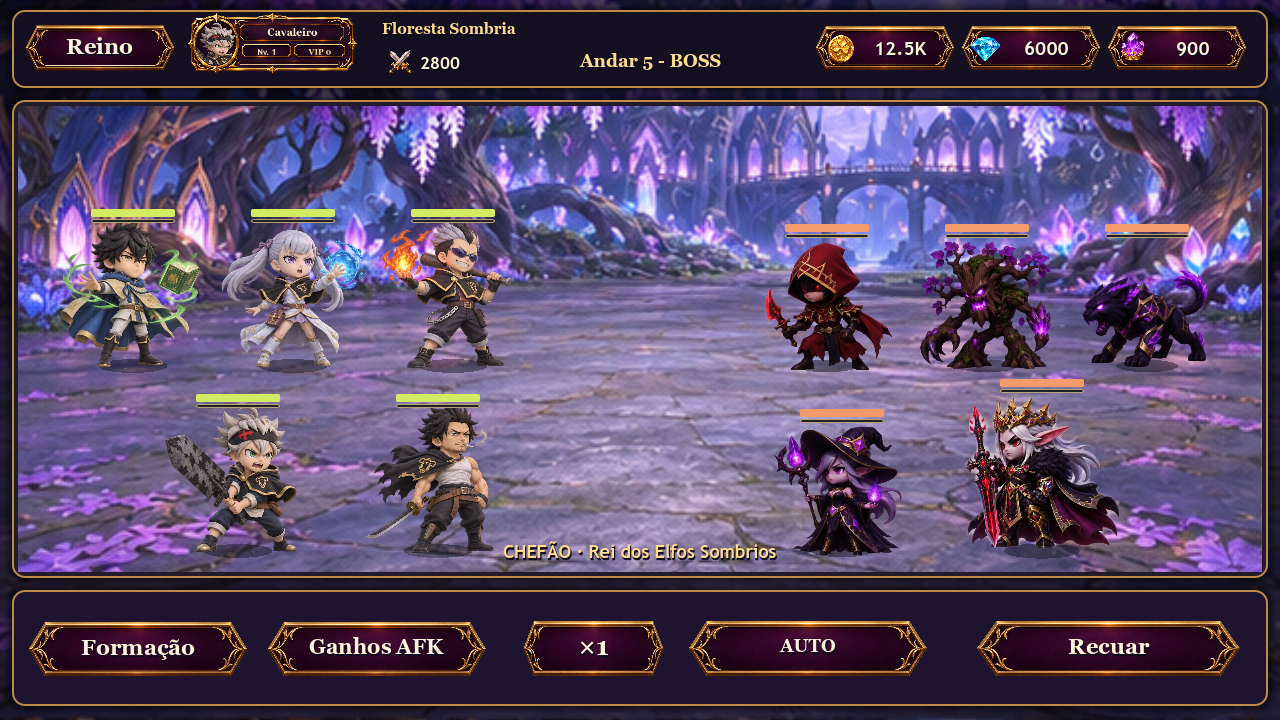 Reino
Cavaleiro
Nv. 1
VIP 0
Floresta Sombria
2800
Andar 5 - BOSS
12.5K
6000
900
CHEFÃO · Rei dos Elfos Sombrios
Formação
Ganhos AFK
×1
AUTO
Recuar